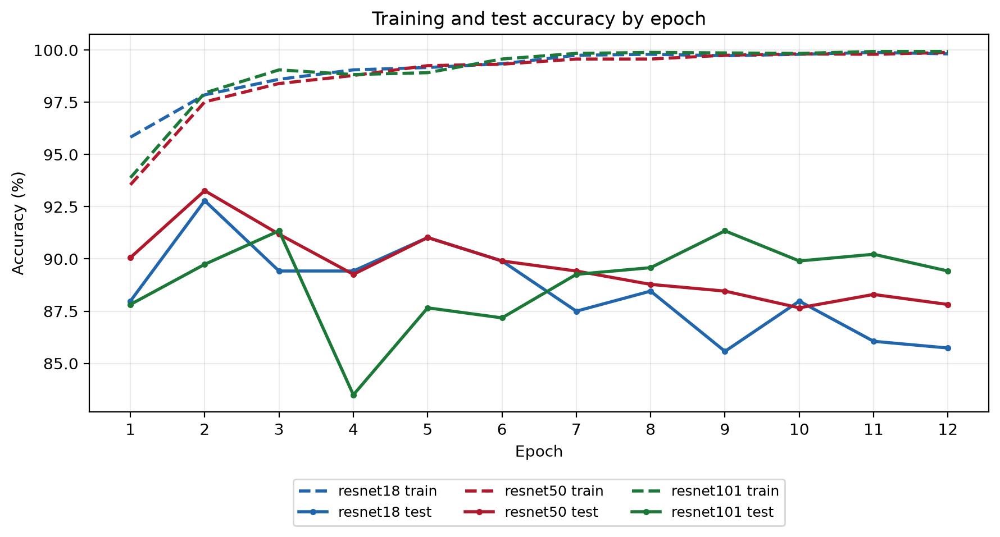 Training and test accuracy by epoch
Accuracy (%)
100.0
97.5
95.0
92.5
90.0
87.5
85.0
1 2 3 4 5 6 7 8 9 10 11 12
Epoch
resnet18 train resnet50 train resnet101 train
resnet18 test resnet50 test resnet101 test